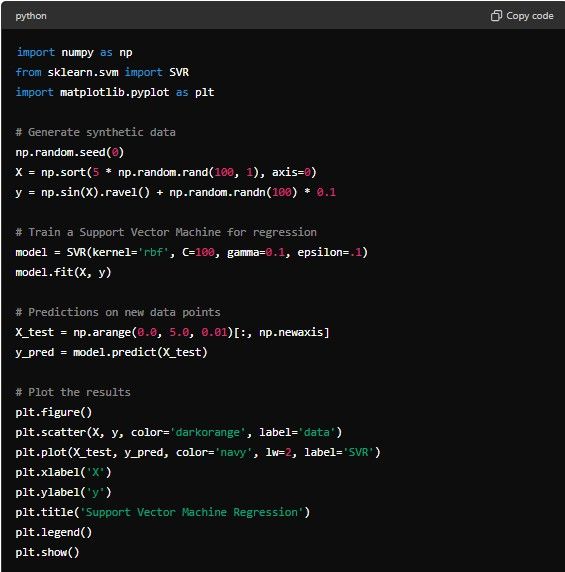 python
Copy code
import numpy as np
from sklearn.svm import SVR
import matplotlib.pyplot as plt
# Generate synthetic data
np.random.seed(0)
X = np.sort(5 * np.random.rand(100, 1), axis=0)
y = np.sin(X).ravel() + np.random.randn(100) * 0.1
# Train a Support Vector Machine for regression
model = SVR(kernel='rbf', C=100, gamma=0.1, epsilon=.1)
model.fit(X, y)
# Predictions on new data points
X_test = np.arange(0.0, 5.0, 0.01)[:, np.newaxis]
y_pred = model.predict(X_test)
# Plot the results
plt.figure()
plt.scatter(X, y, color='darkorange', label='data')
plt.plot(X_test, y_pred, color='navy', lw=2, label='SVR')
plt.xlabel('X')
plt.ylabel('y')
plt.title('Support Vector Machine Regression')
plt.legend()
plt.show()